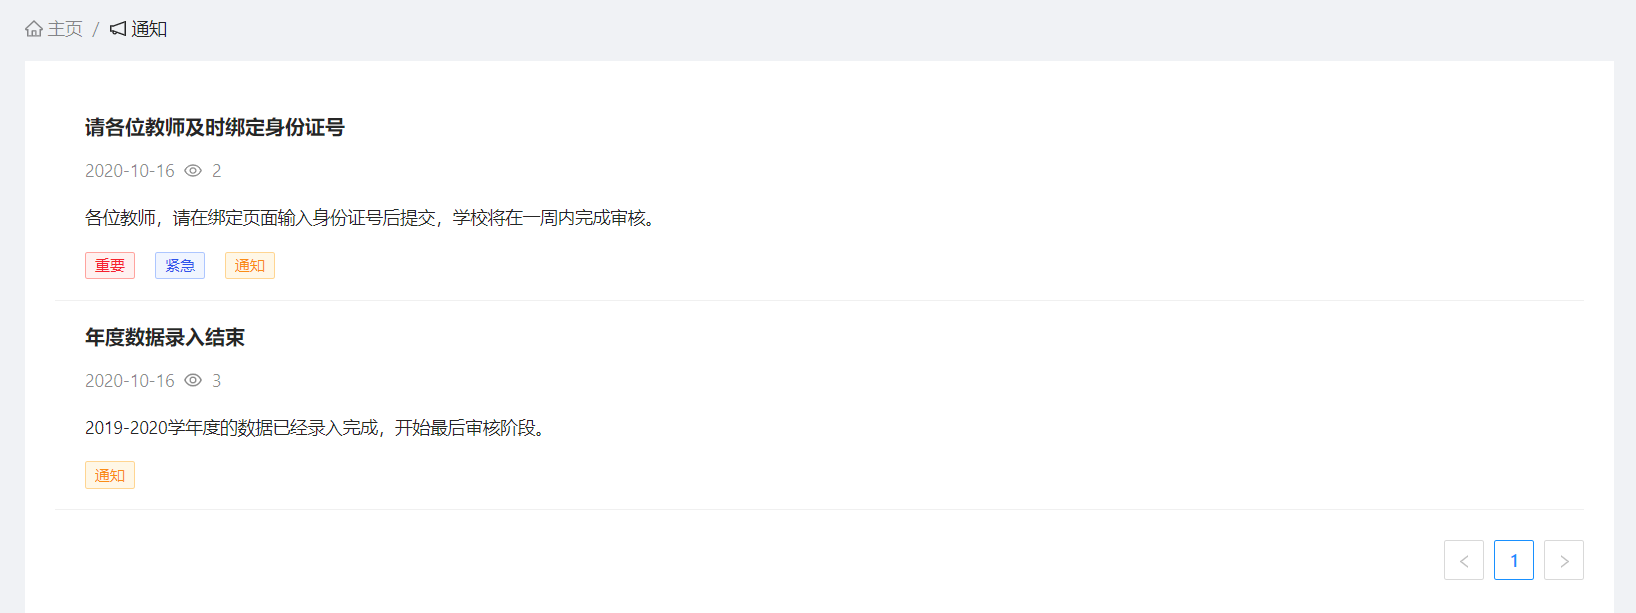 主页 / 通知
请各位教师及时绑定身份证号
2020-10-16 2
各位教师，请在绑定页面输入身份证号后提交，学校将在一周内完成审核。
重要 紧急 通知
年度数据录入结束
2020-10-16 3
2019-2020学年度的数据已经录入完成，开始最后审核阶段。
通知
< 1 >